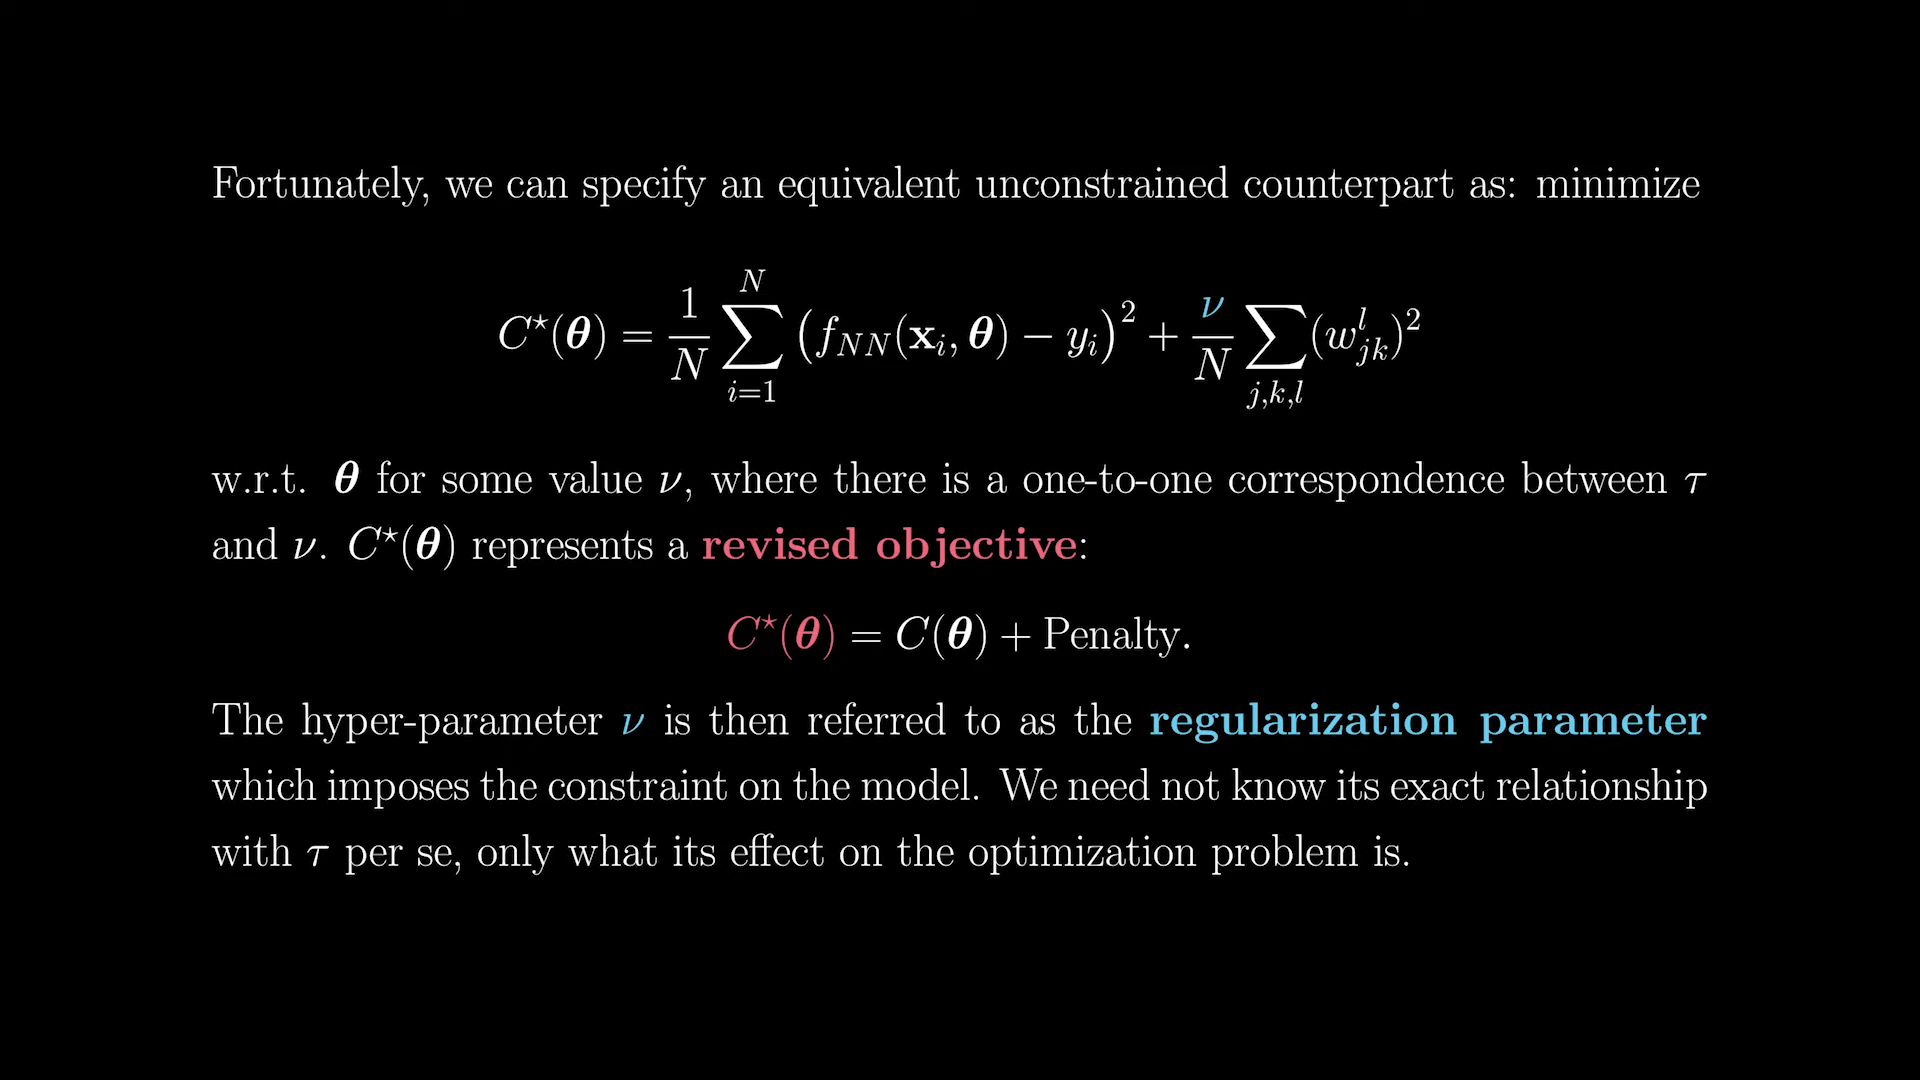 Fortunately, we can specify an equivalent unconstrained counterpart as: minimize
C⋆(θ) = 1/N ∑_{i=1}^{N} (f_{NN}(x_i, θ) − y_i)² + ν/N ∑_{j,k,l} (w^l_{jk})²
w.r.t. θ for some value ν, where there is a one-to-one correspondence between τ
and ν. C⋆(θ) represents a revised objective:
C⋆(θ) = C(θ) + Penalty.
The hyper-parameter ν is then referred to as the regularization parameter
which imposes the constraint on the model. We need not know its exact relationship
with τ per se, only what its effect on the optimization problem is.